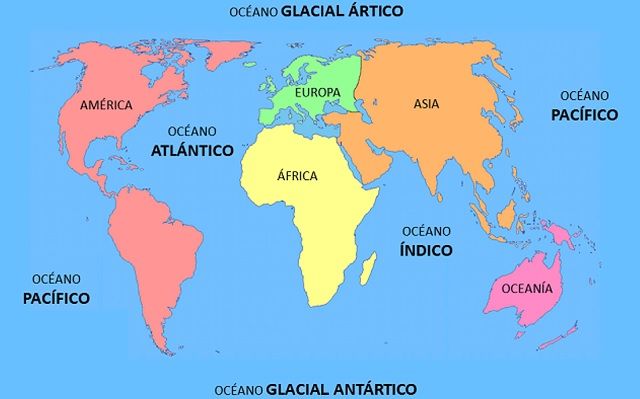 OCÉANO GLACIAL ÁRTICO
AMÉRICA
EUROPA
ASIA
OCÉANO
PACÍFICO
OCÉANO
ATLÁNTICO
ÁFRICA
OCÉANO
ÍNDICO
OCÉANO
PACÍFICO
OCEANÍA
OCÉANO GLACIAL ANTÁRTICO